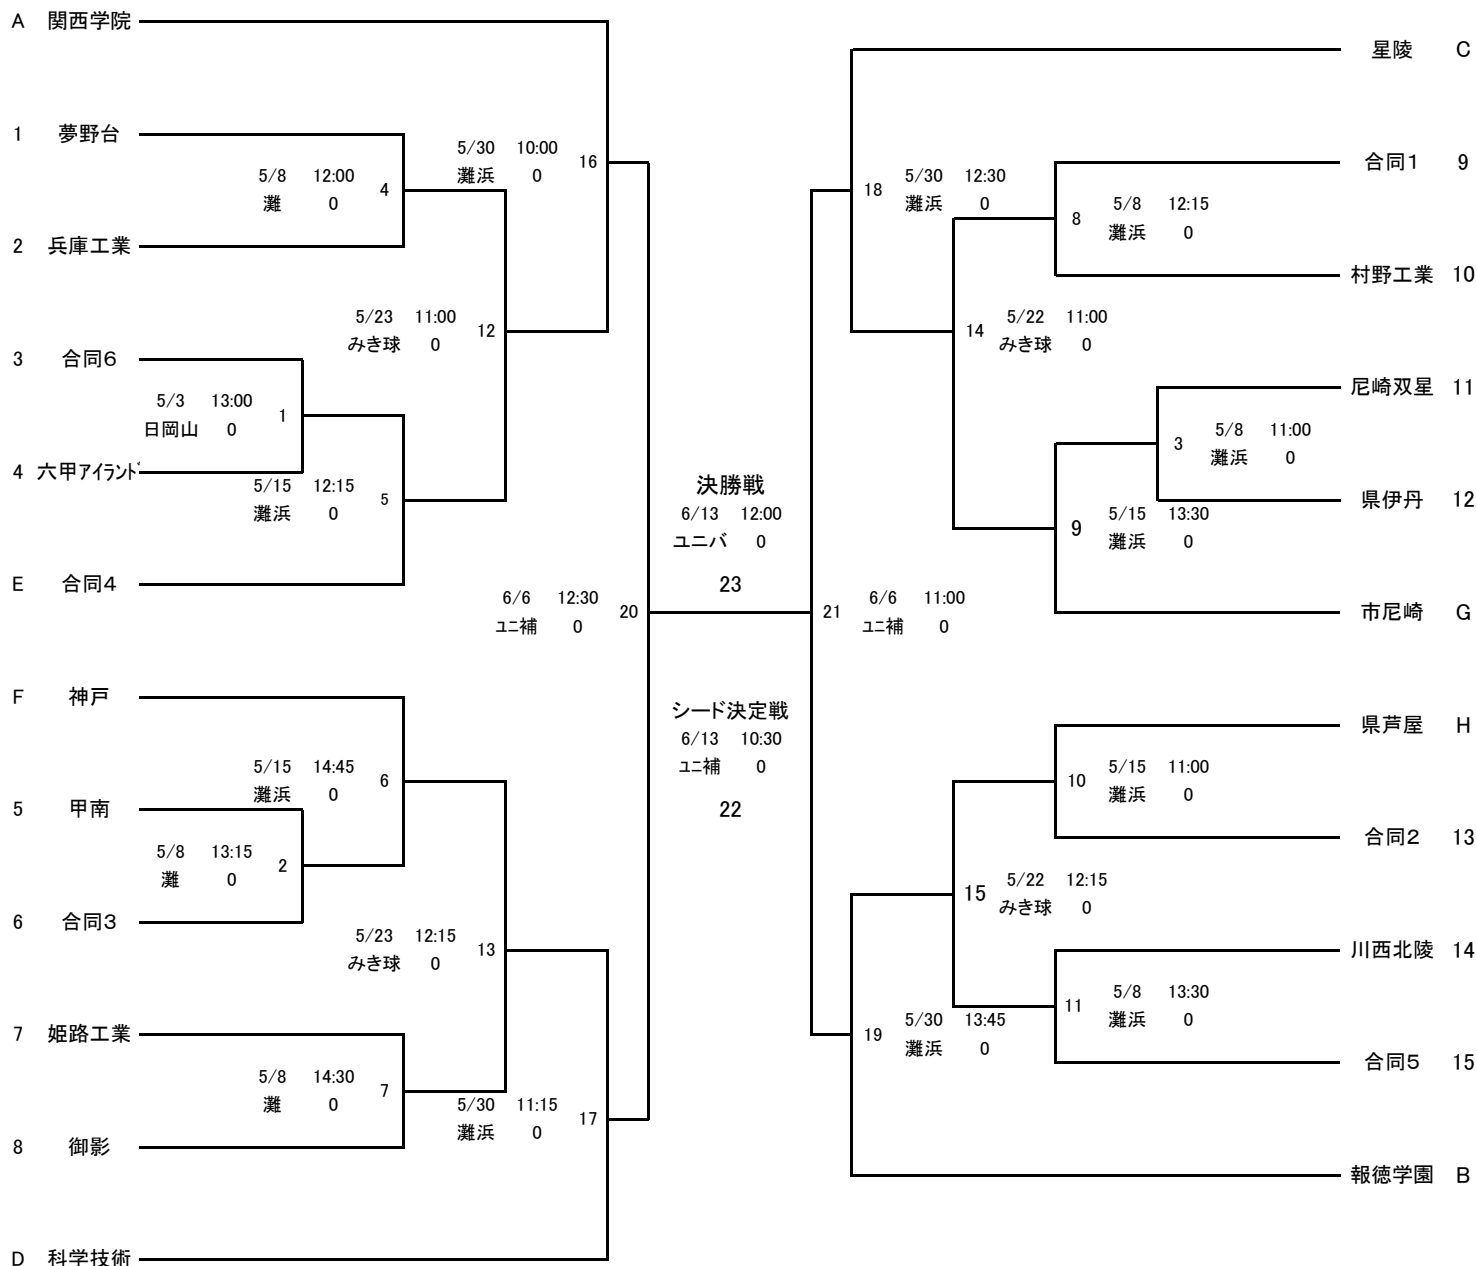 A 関西学院
星陵 C
1 夢野台
5/30 10:00 16
灘浜 0
合同1 9
5/8 12:00 4
灘 0
18 5/30 12:30
灘浜 0
8 5/8 12:15
灘浜 0
2 兵庫工業
村野工業 10
5/23 11:00 12
みき球 0
14 5/22 11:00
みき球 0
3 合同6
尼崎双星 11
5/3 13:00 1
日岡山 0
3 5/8 11:00
灘浜 0
4 六甲アイランド
県伊丹 12
5/15 12:15 5
灘浜 0
決勝戦
6/13 12:00
ユニバ 0
23
9 5/15 13:30
灘浜 0
E 合同4
6/6 12:30 20
ユニ補 0
21 6/6 11:00
ユニ補 0
市尼崎 G
F 神戸
シード決定戦
6/13 10:30
ユニ補 0
22
県芦屋 H
5/15 14:45 6
灘浜 0
10 5/15 11:00
灘浜 0
5 甲南
合同2 13
5/8 13:15 2
灘 0
15 5/22 12:15
みき球 0
6 合同3
5/23 12:15 13
みき球 0
川西北陵 14
11 5/8 13:30
灘浜 0
7 姫路工業
19 5/30 13:45
灘浜 0
合同5 15
5/8 14:30 7
灘 0
5/30 11:15 17
灘浜 0
8 御影
報徳学園 B
D 科学技術